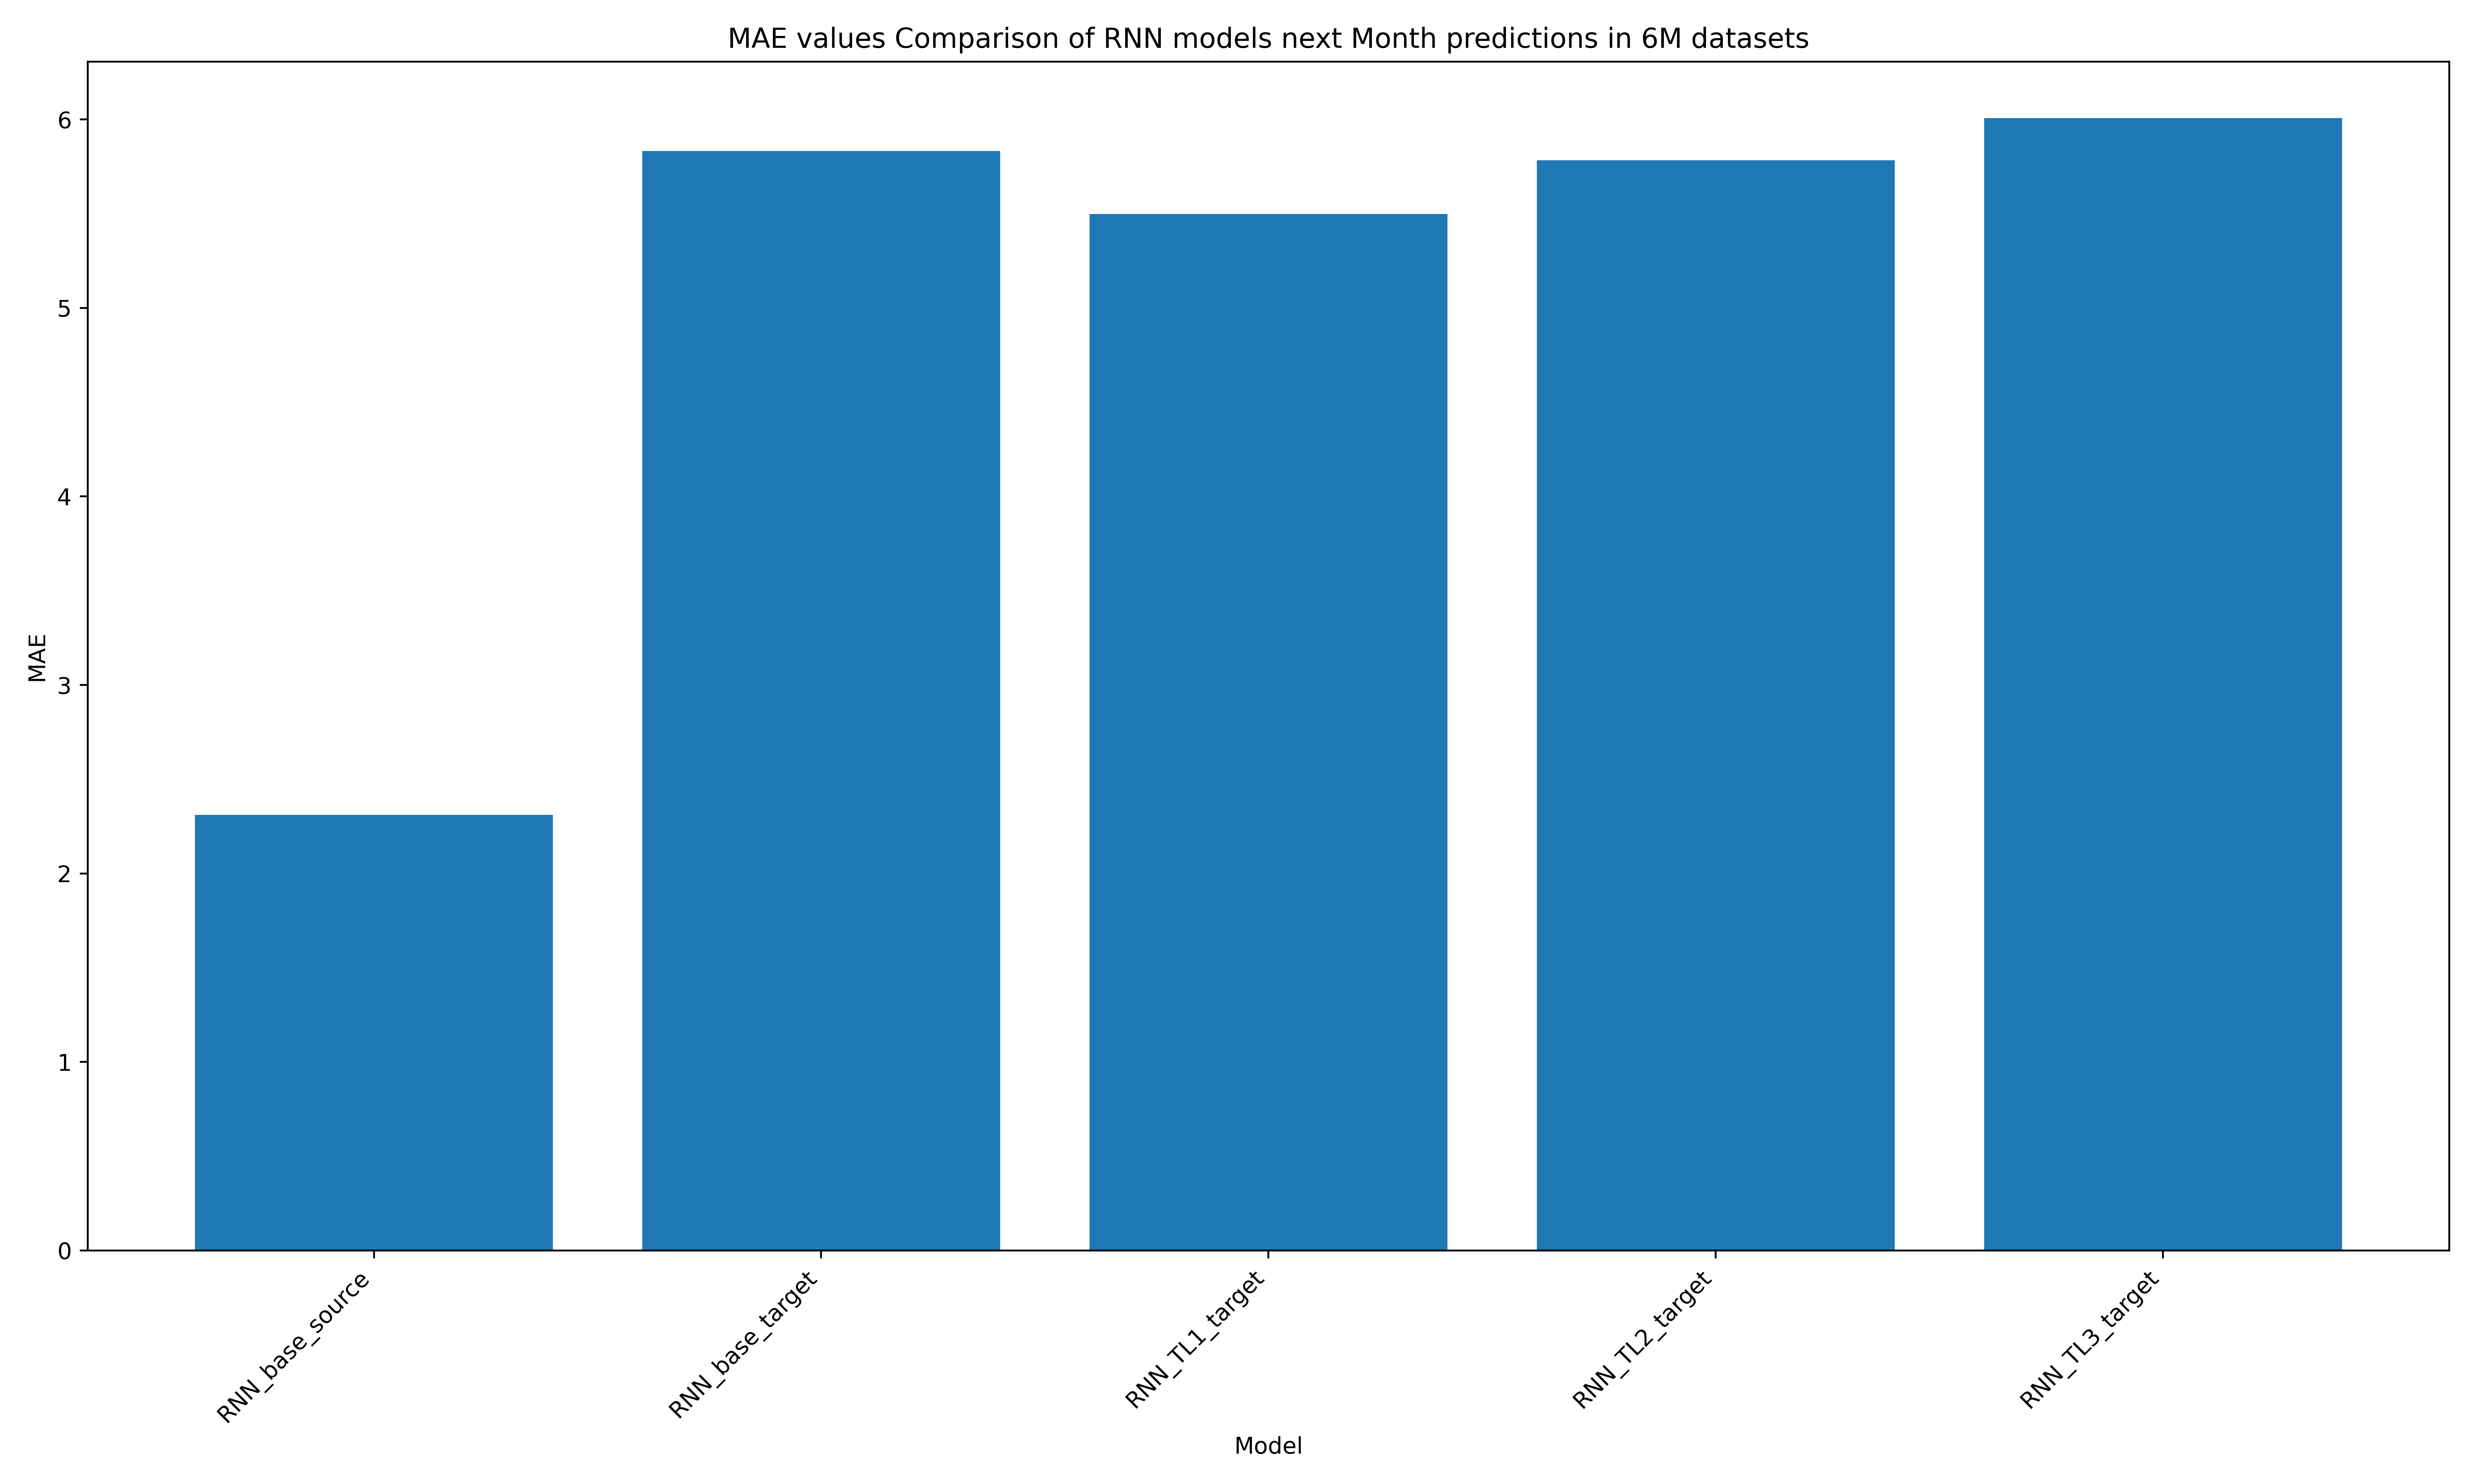 MAE values Comparison of RNN models next Month predictions in 6M datasets
6
5
4
3
2
1
0
MAE
RNN_base_source
RNN_base_target
RNN_TL1_target
RNN_TL2_target
RNN_TL3_target
Model